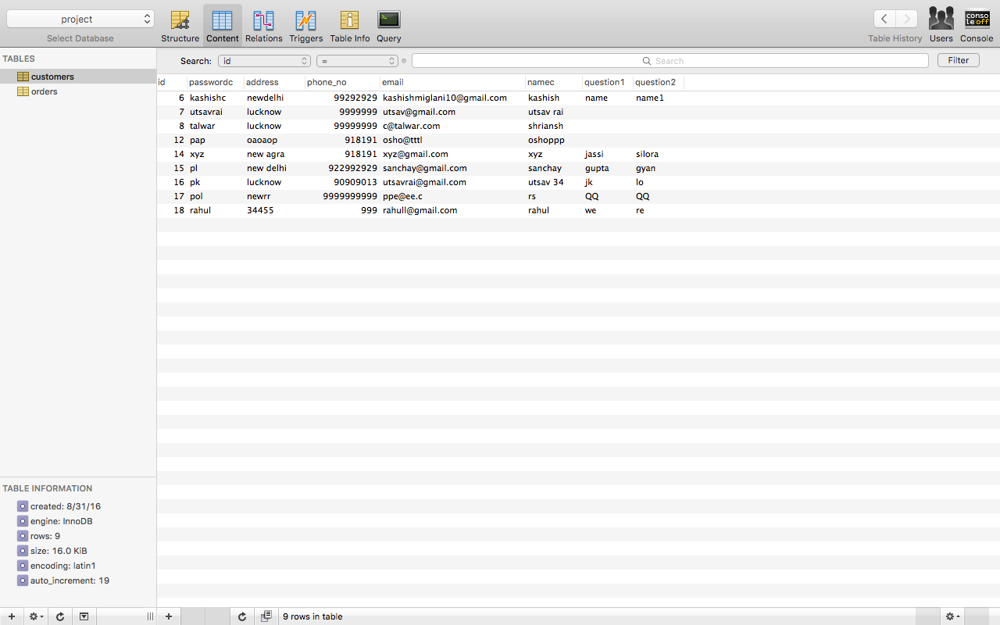 project
Select Database
Structure Content Relations Triggers Table Info Query
Table History Users Console
conso
le off
TABLES
customers
orders
Search: id = Search Filter
id passwordc address phone_no email namec question1 question2
6 kashishc newdelhi 99292929 kashishmiglani10@gmail.com kashish name name1
7 utsavrai lucknow 9999999 utsav@gmail.com utsav rai
8 talwar lucknow 99999999 c@talwar.com shriansh
12 pap oaoaop 918191 osho@tttl oshoppp
14 xyz new agra 918191 xyz@gmail.com xyz jassi silora
15 pl new delhi 922992929 sanchay@gmail.com sanchay gupta gyan
16 pk lucknow 90909013 utsavrai@gmail.com utsav 34 jk lo
17 pol newrr 9999999999 ppe@ee.c rs QQ QQ
18 rahul 34455 999 rahull@gmail.com rahul we re
TABLE INFORMATION
created: 8/31/16
engine: InnoDB
rows: 9
size: 16.0 KiB
encoding: latin1
auto_increment: 19
9 rows in table